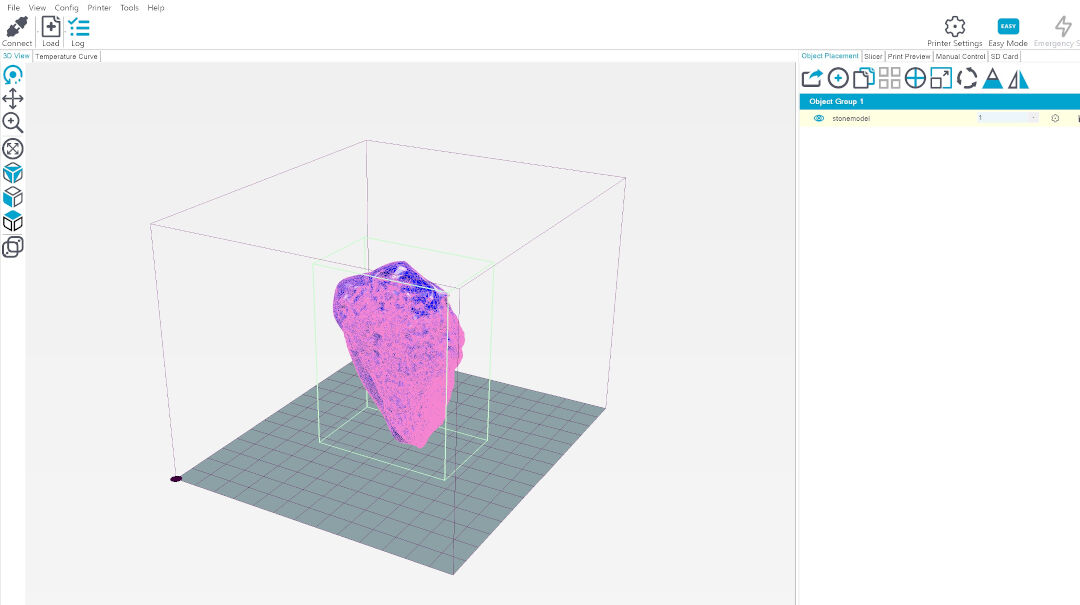 File View Config Printer Tools Help
EASY
Connect Load Log Printer Settings Easy Mode Emergency S
3D View Temperature Curve
Object Placement Slicer Print Preview Manual Control SD Card
Object Group 1
stonemodel 1